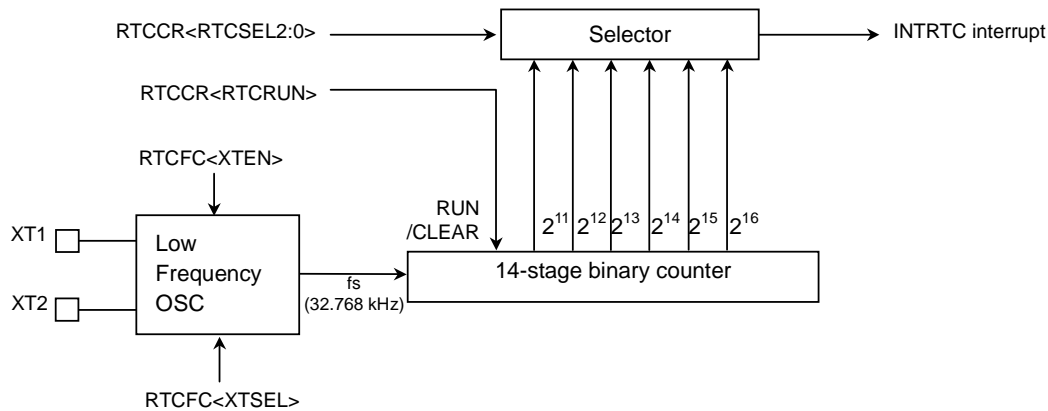 RTCCR<RTCSEL2:0>
Selector
INTRTC interrupt
RTCCR<RTCRUN>
RTCFC<XTEN>
RUN
/CLEAR
2^11 2^12 2^13 2^14 2^15 2^16
XT1
Low
Frequency
OSC
14-stage binary counter
fs
(32.768 kHz)
XT2
RTCFC<XTSEL>